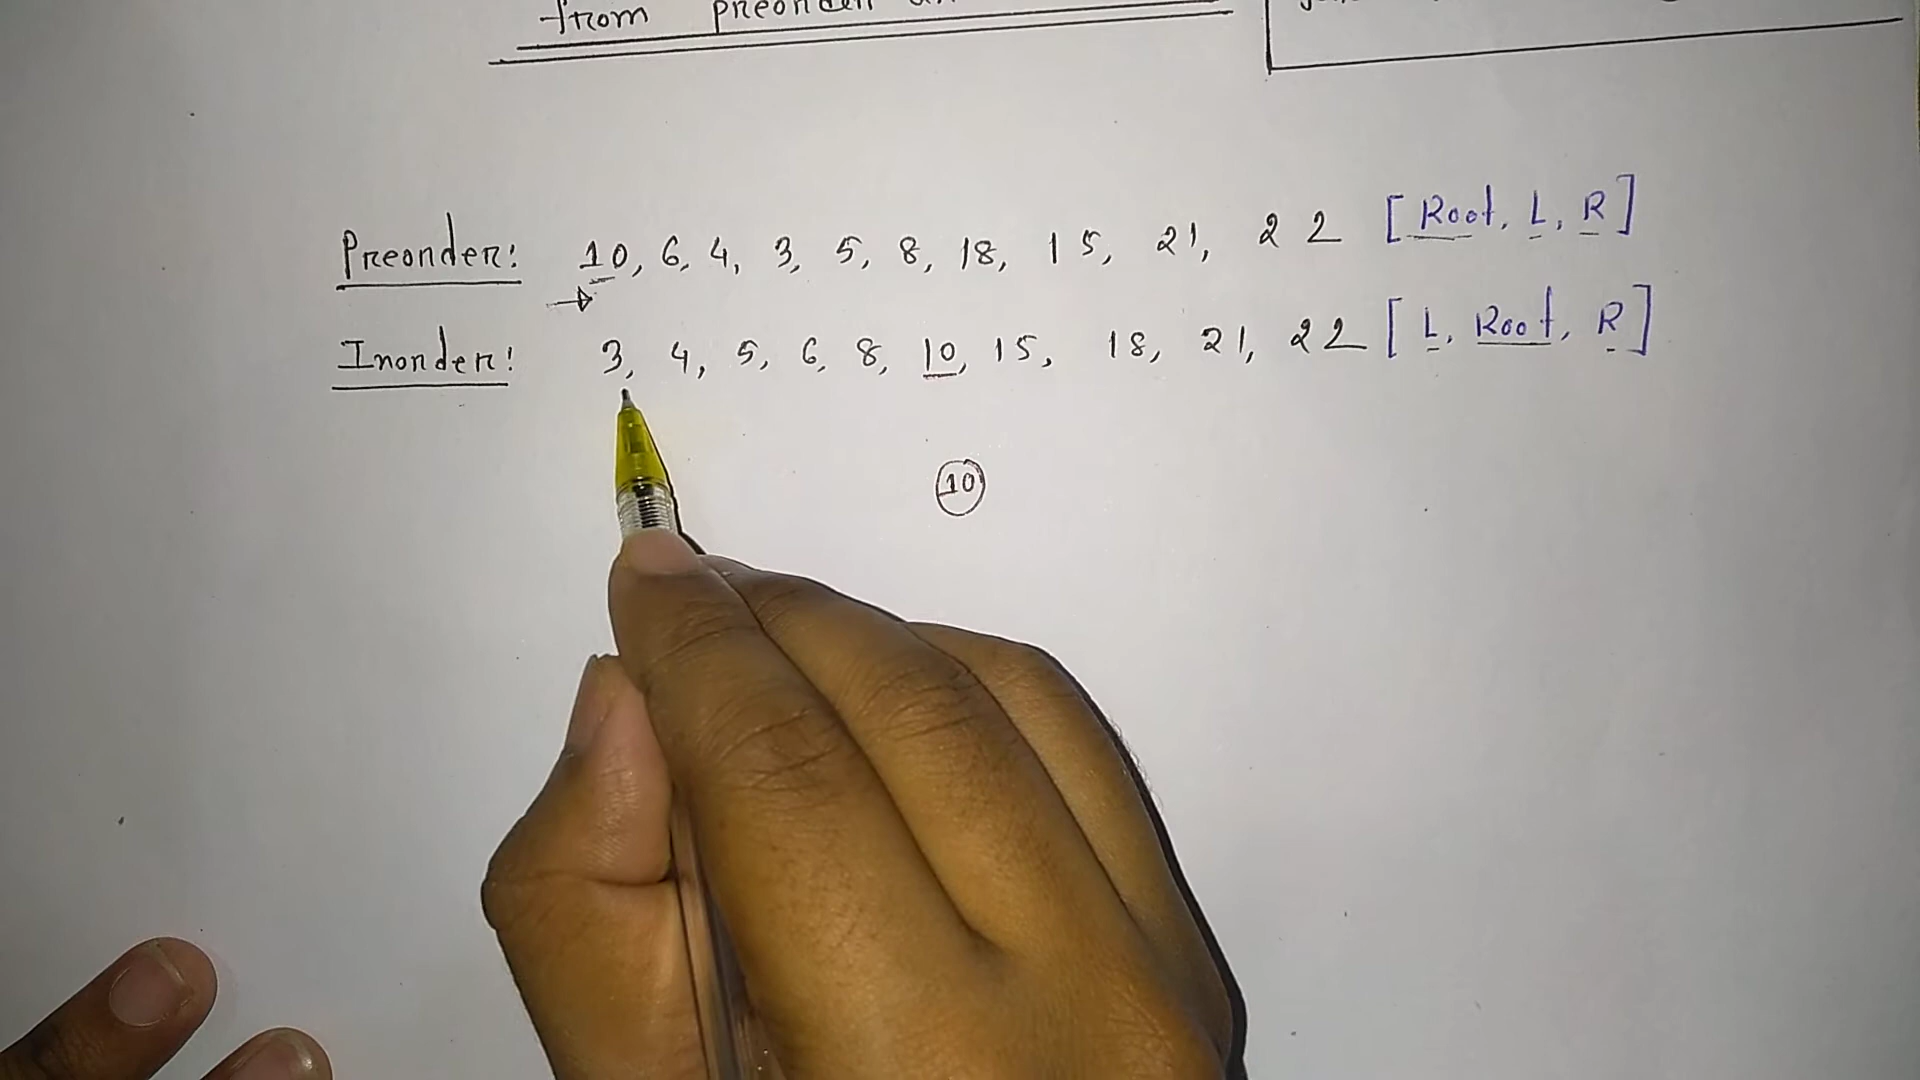 from preorder
Preorder: 10, 6, 4, 3, 5, 8, 18, 15, 21, 22 [Root, L, R]
Inorder: 3, 4, 5, 6, 8, 10, 15, 18, 21, 22 [L, Root, R]
10